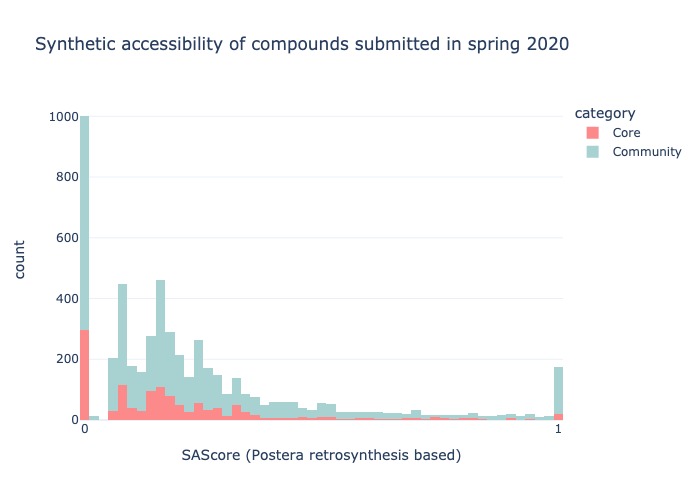 Synthetic accessibility of compounds submitted in spring 2020
category
Core
Community
count
1000
800
600
400
200
0
0
1
SAScore (Postera retrosynthesis based)